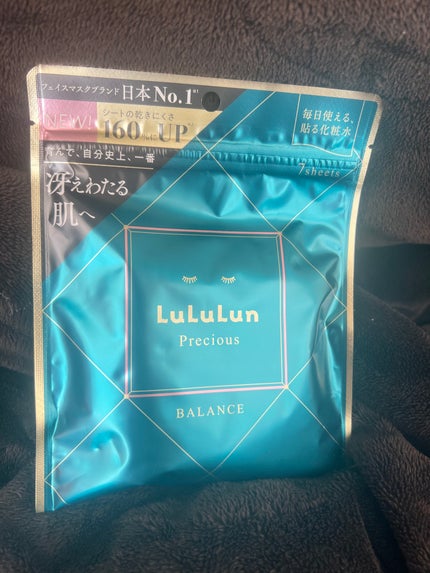 フェイスマスクブランド 日本No.1
NEW!
シートの乾きにくさ
160% UP
毎日使える、
貼る化粧水
7sheets
んで、自分史上、一番
冴えわたる
肌へ
LuLuLun
Precious
BALANCE